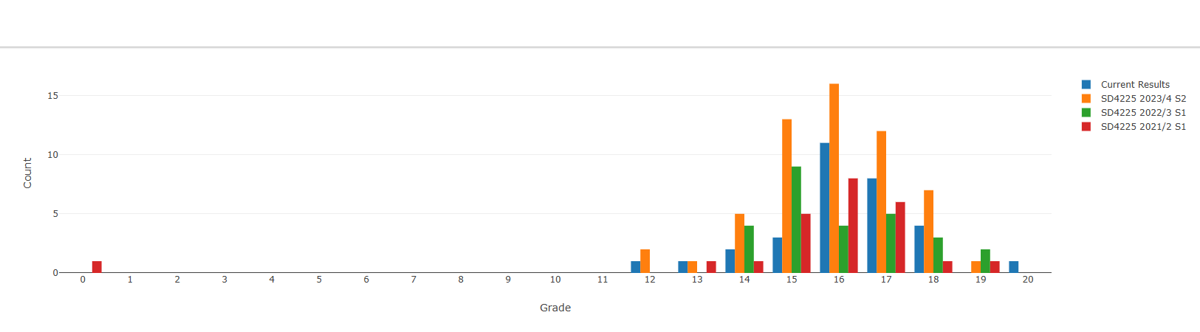 15
10
5
0
Count
0 1 2 3 4 5 6 7 8 9 10 11 12 13 14 15 16 17 18 19 20
Grade
Current Results
SD4225 2023/4 S2
SD4225 2022/3 S1
SD4225 2021/2 S1